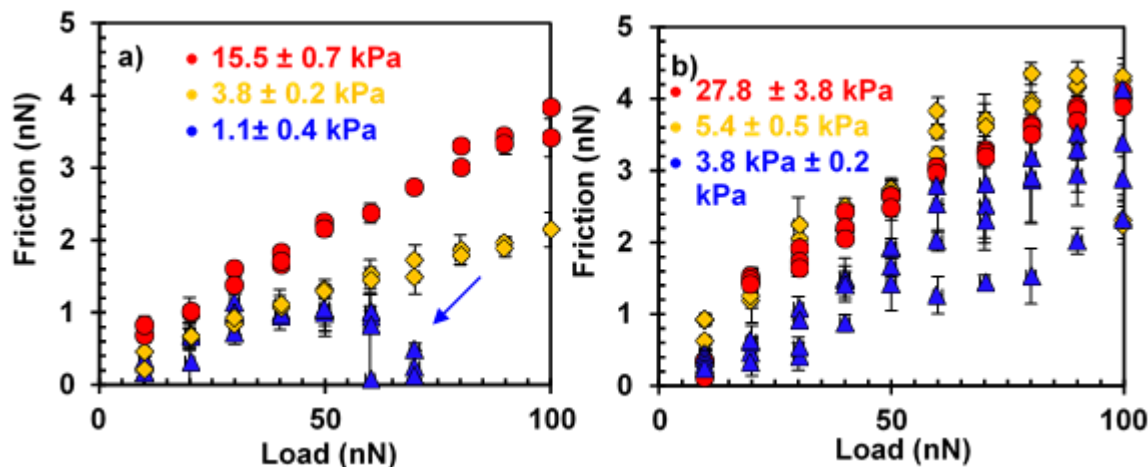 a)
15.5 ± 0.7 kPa
3.8 ± 0.2 kPa
1.1± 0.4 kPa
Friction (nN)
5
4
3
2
1
0
0 50 100
Load (nN)
b)
27.8 ± 3.8 kPa
5.4 ± 0.5 kPa
3.8 kPa ± 0.2
kPa
Friction (nN)
5
4
3
2
1
0
0 50 100
Load (nN)